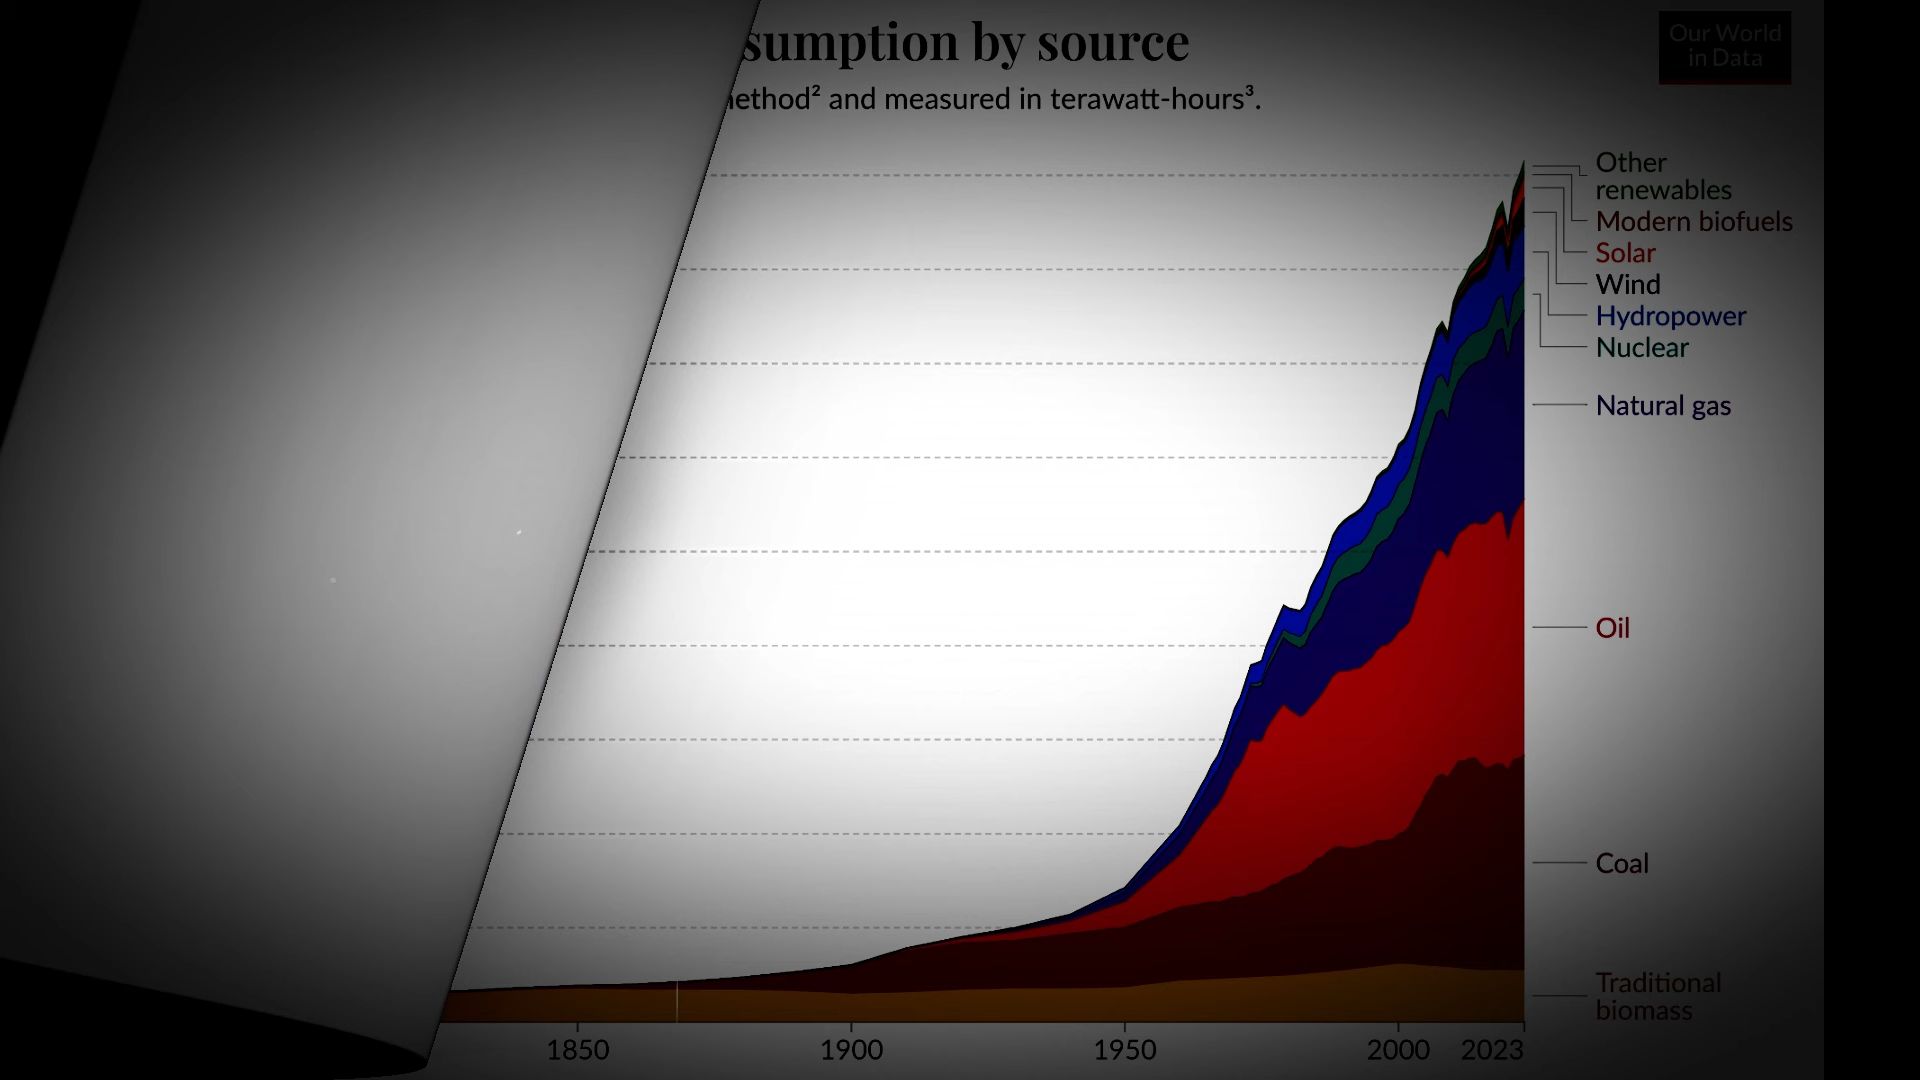 sumption by source
ethod² and measured in terawatt-hours³.
Our World
in Data
Other
renewables
Modern biofuels
Solar
Wind
Hydropower
Nuclear
Natural gas
Oil
Coal
Traditional
biomass
1850 1900 1950 2000 2023